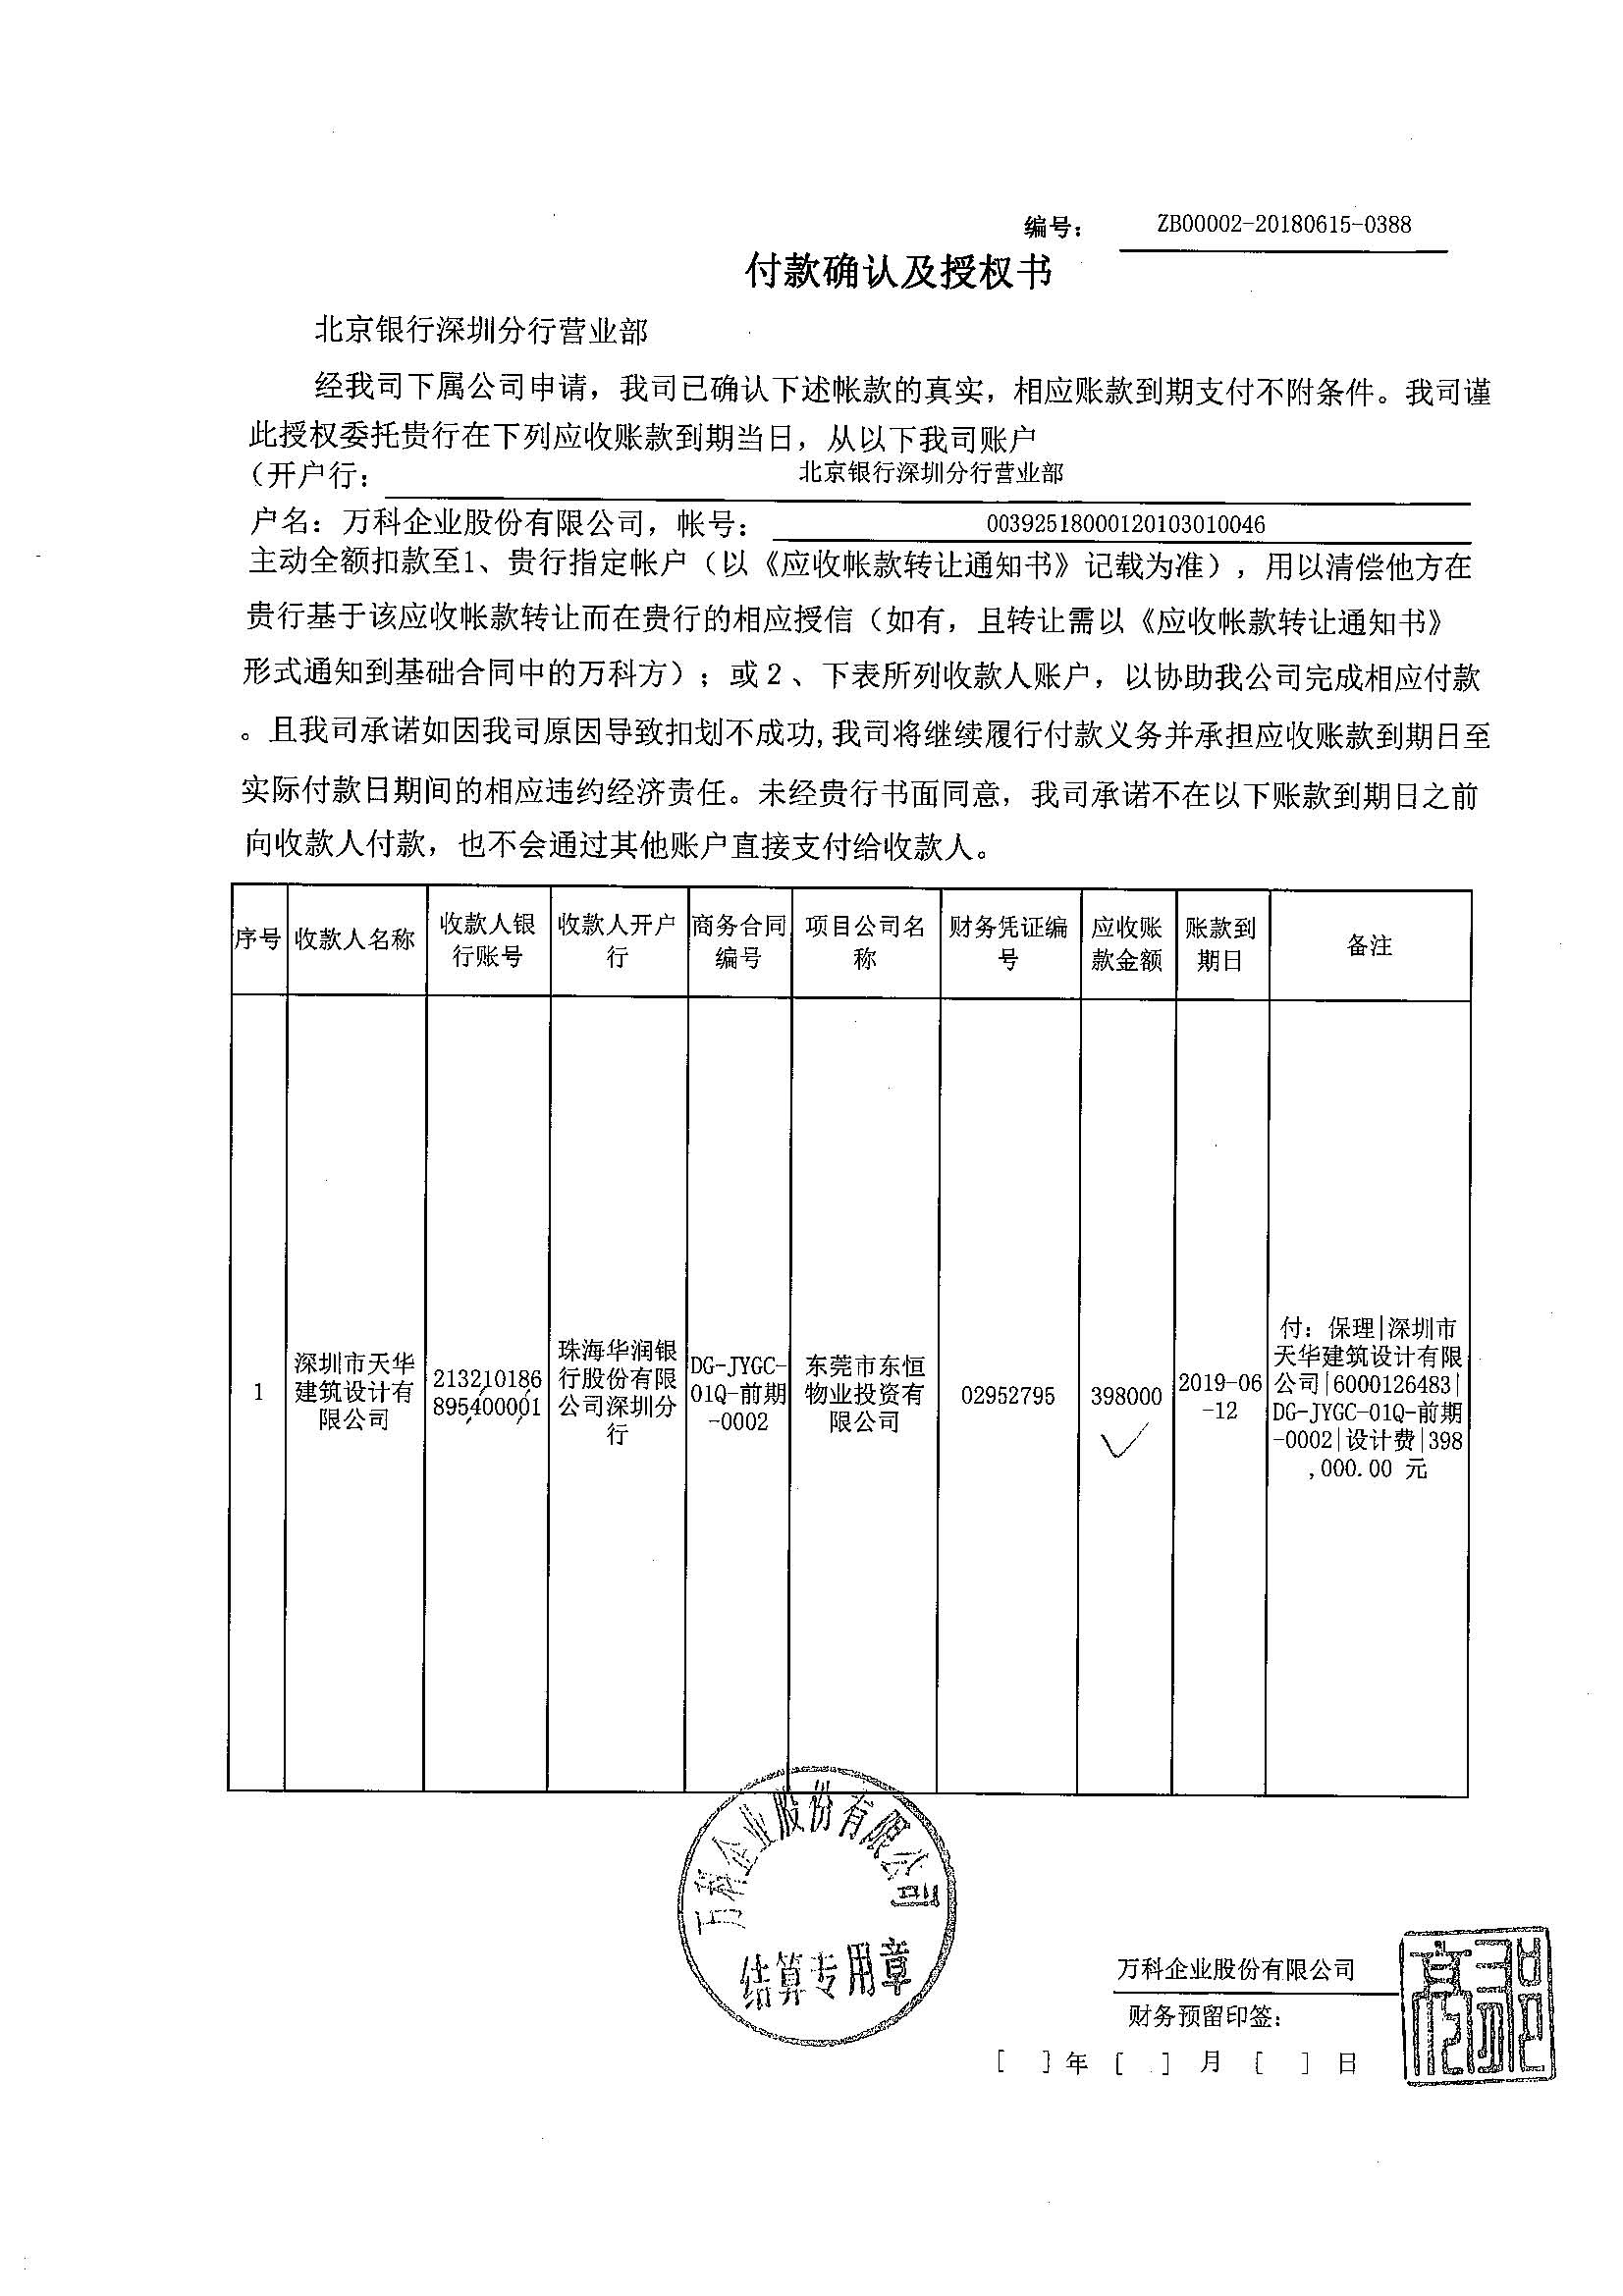 编号： ZB00002-20180615-0388
付款确认及授权书
北京银行深圳分行营业部
经我司下属公司申请，我司已确认下述帐款的真实，相应账款到期支付不附条件。我司谨
此授权委托贵行在下列应收账款到期当日，从以下我司账户
（开户行： 北京银行深圳分行营业部
户名：万科企业股份有限公司，帐号： 00392518000120103010046
主动全额扣款至1、贵行指定帐户（以《应收帐款转让通知书》记载为准），用以清偿他方在
贵行基于该应收帐款转让而在贵行的相应授信（如有，且转让需以《应收帐款转让通知书》
形式通知到基础合同中的万科方）；或２、下表所列收款人账户，以协助我公司完成相应付款
。且我司承诺如因我司原因导致扣划不成功,我司将继续履行付款义务并承担应收账款到期日至
实际付款日期间的相应违约经济责任。未经贵行书面同意，我司承诺不在以下账款到期日之前
向收款人付款，也不会通过其他账户直接支付给收款人。
序号
收款人名称
收款人银
行账号
收款人开户
行
商务合同
编号
项目公司名
称
财务凭证编
号
应收账
款金额
账款到
期日
备注
1
深圳市天华
建筑设计有
限公司
213210186
895400001
珠海华润银
行股份有限
公司深圳分
行
DG-JYGC-
01Q-前期
-0002
东莞市东恒
物业投资有
限公司
02952795
398000
2019-06
-12
付：保理|深圳市
天华建筑设计有限
公司|6000126483|
DG-JYGC-01Q-前期
-0002|设计费|398
,000.00 元
万科企业股份有限公司
结算专用章
万科企业股份有限公司
财务预留印签：
[ ]年 [ ] 月 [ ] 日